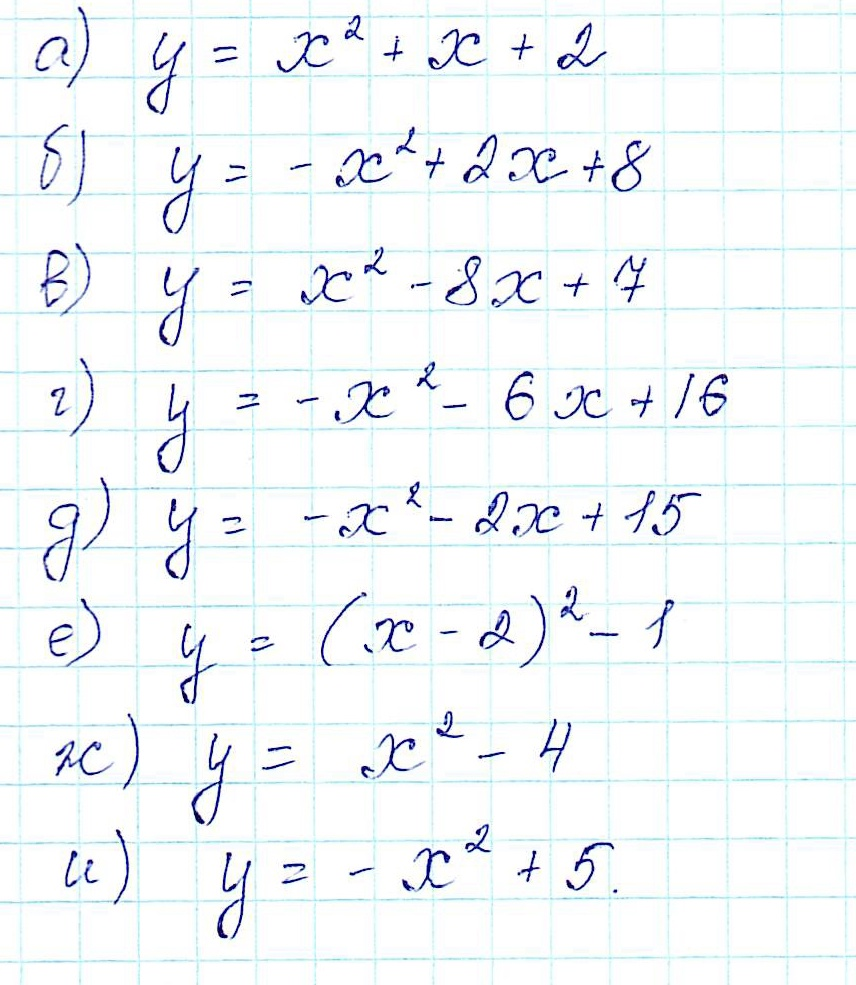 а) y = x² + x + 2
б) y = -x² + 2x + 8
в) y = x² - 8x + 7
г) y = -x² - 6x + 16
д) y = -x² - 2x + 15
е) y = (x - 2)² - 1
ж) y = x² - 4
и) y = -x² + 5.